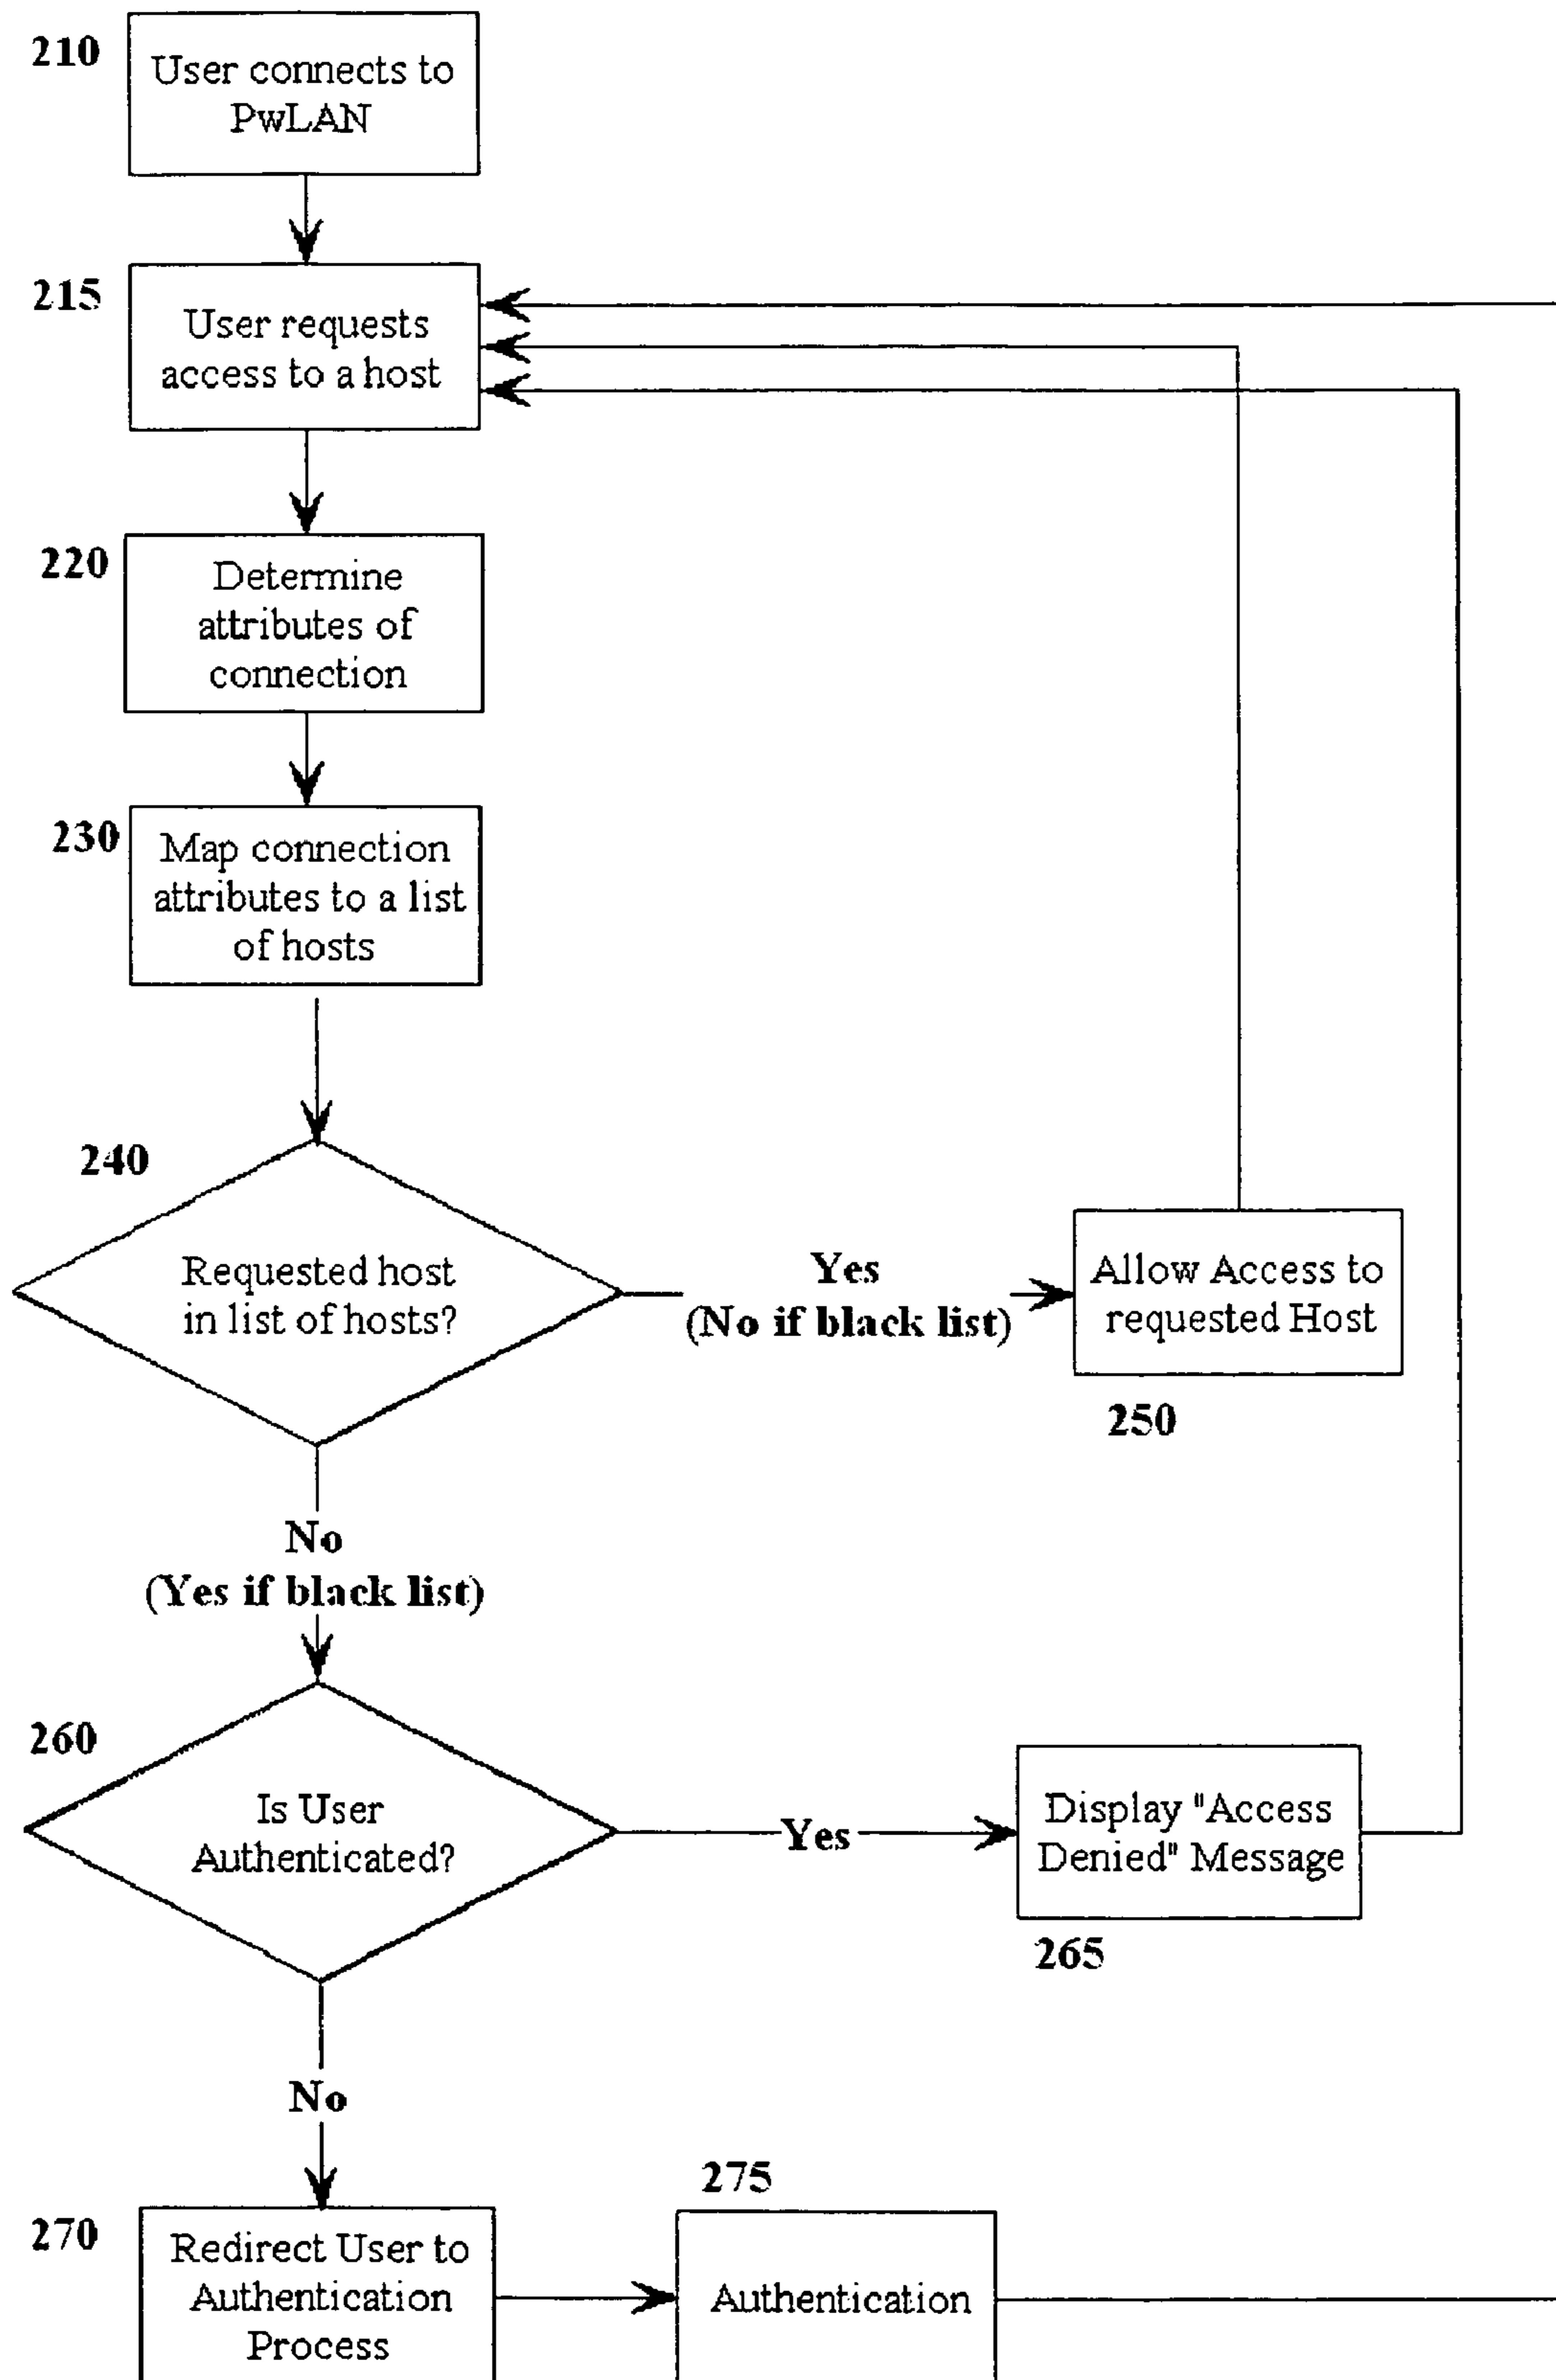 210
User connects to
PwLAN
215
User requests
access to a host
220
Determine
attributes of
connection
230
Map connection
attributes to a list
of hosts
240
Requested host
in list of hosts?
Yes
(No if black list)
Allow Access to
requested Host
250
No
(Yes if black list)
260
Is User
Authenticated?
Yes
Display "Access
Denied" Message
265
No
270
Redirect User to
Authentication
Process
275
Authentication